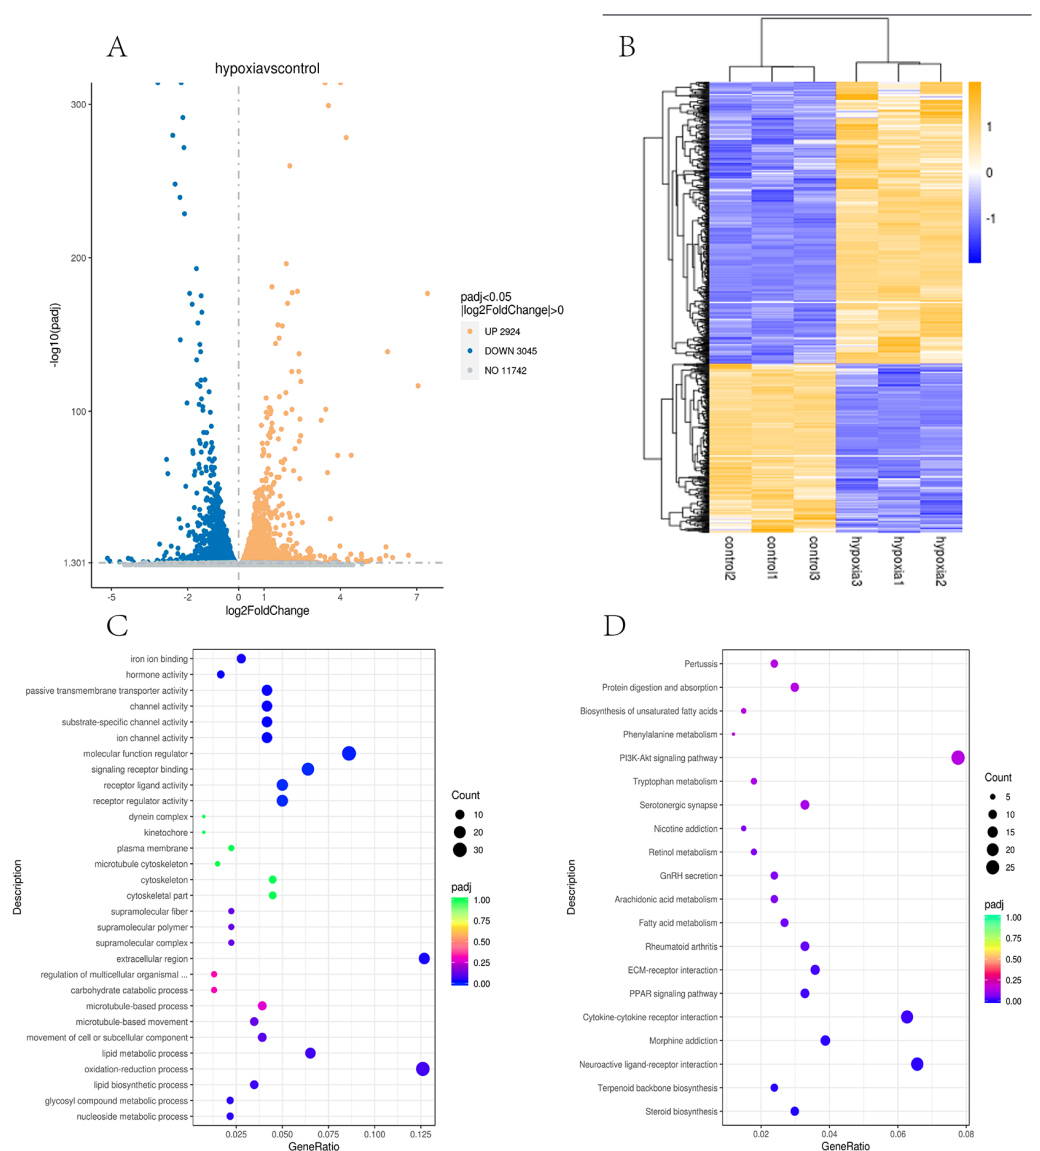 A
hypoxiavscontrol
300
200
100
1.301
-log10(padj)
-5
-2
0
1
4
7
log2FoldChange
padj<0.05
|log2FoldChange|>0
UP 2924
DOWN 3045
NO 11742
B
1
0
-1
control2
control1
control3
hypoxia3
hypoxia1
hypoxia2
C
iron ion binding
hormone activity
passive transmembrane transporter activity
channel activity
substrate-specific channel activity
ion channel activity
molecular function regulator
signaling receptor binding
receptor ligand activity
receptor regulator activity
dynein complex
kinetochore
plasma membrane
microtubule cytoskeleton
cytoskeleton
cytoskeletal part
supramolecular fiber
supramolecular polymer
supramolecular complex
extracellular region
regulation of multicellular organismal ...
carbohydrate catabolic process
microtubule-based process
microtubule-based movement
movement of cell or subcellular component
lipid metabolic process
oxidation-reduction process
lipid biosynthetic process
glycosyl compound metabolic process
nucleoside metabolic process
Description
0.025
0.050
0.075
0.100
0.125
GeneRatio
Count
10
20
30
padj
1.00
0.75
0.50
0.25
0.00
D
Pertussis
Protein digestion and absorption
Biosynthesis of unsaturated fatty acids
Phenylalanine metabolism
PI3K-Akt signaling pathway
Tryptophan metabolism
Serotonergic synapse
Nicotine addiction
Retinol metabolism
GnRH secretion
Arachidonic acid metabolism
Fatty acid metabolism
Rheumatoid arthritis
ECM-receptor interaction
PPAR signaling pathway
Cytokine-cytokine receptor interaction
Morphine addiction
Neuroactive ligand-receptor interaction
Terpenoid backbone biosynthesis
Steroid biosynthesis
Description
0.02
0.04
0.06
0.08
GeneRatio
Count
5
10
15
20
25
padj
1.00
0.75
0.50
0.25
0.00